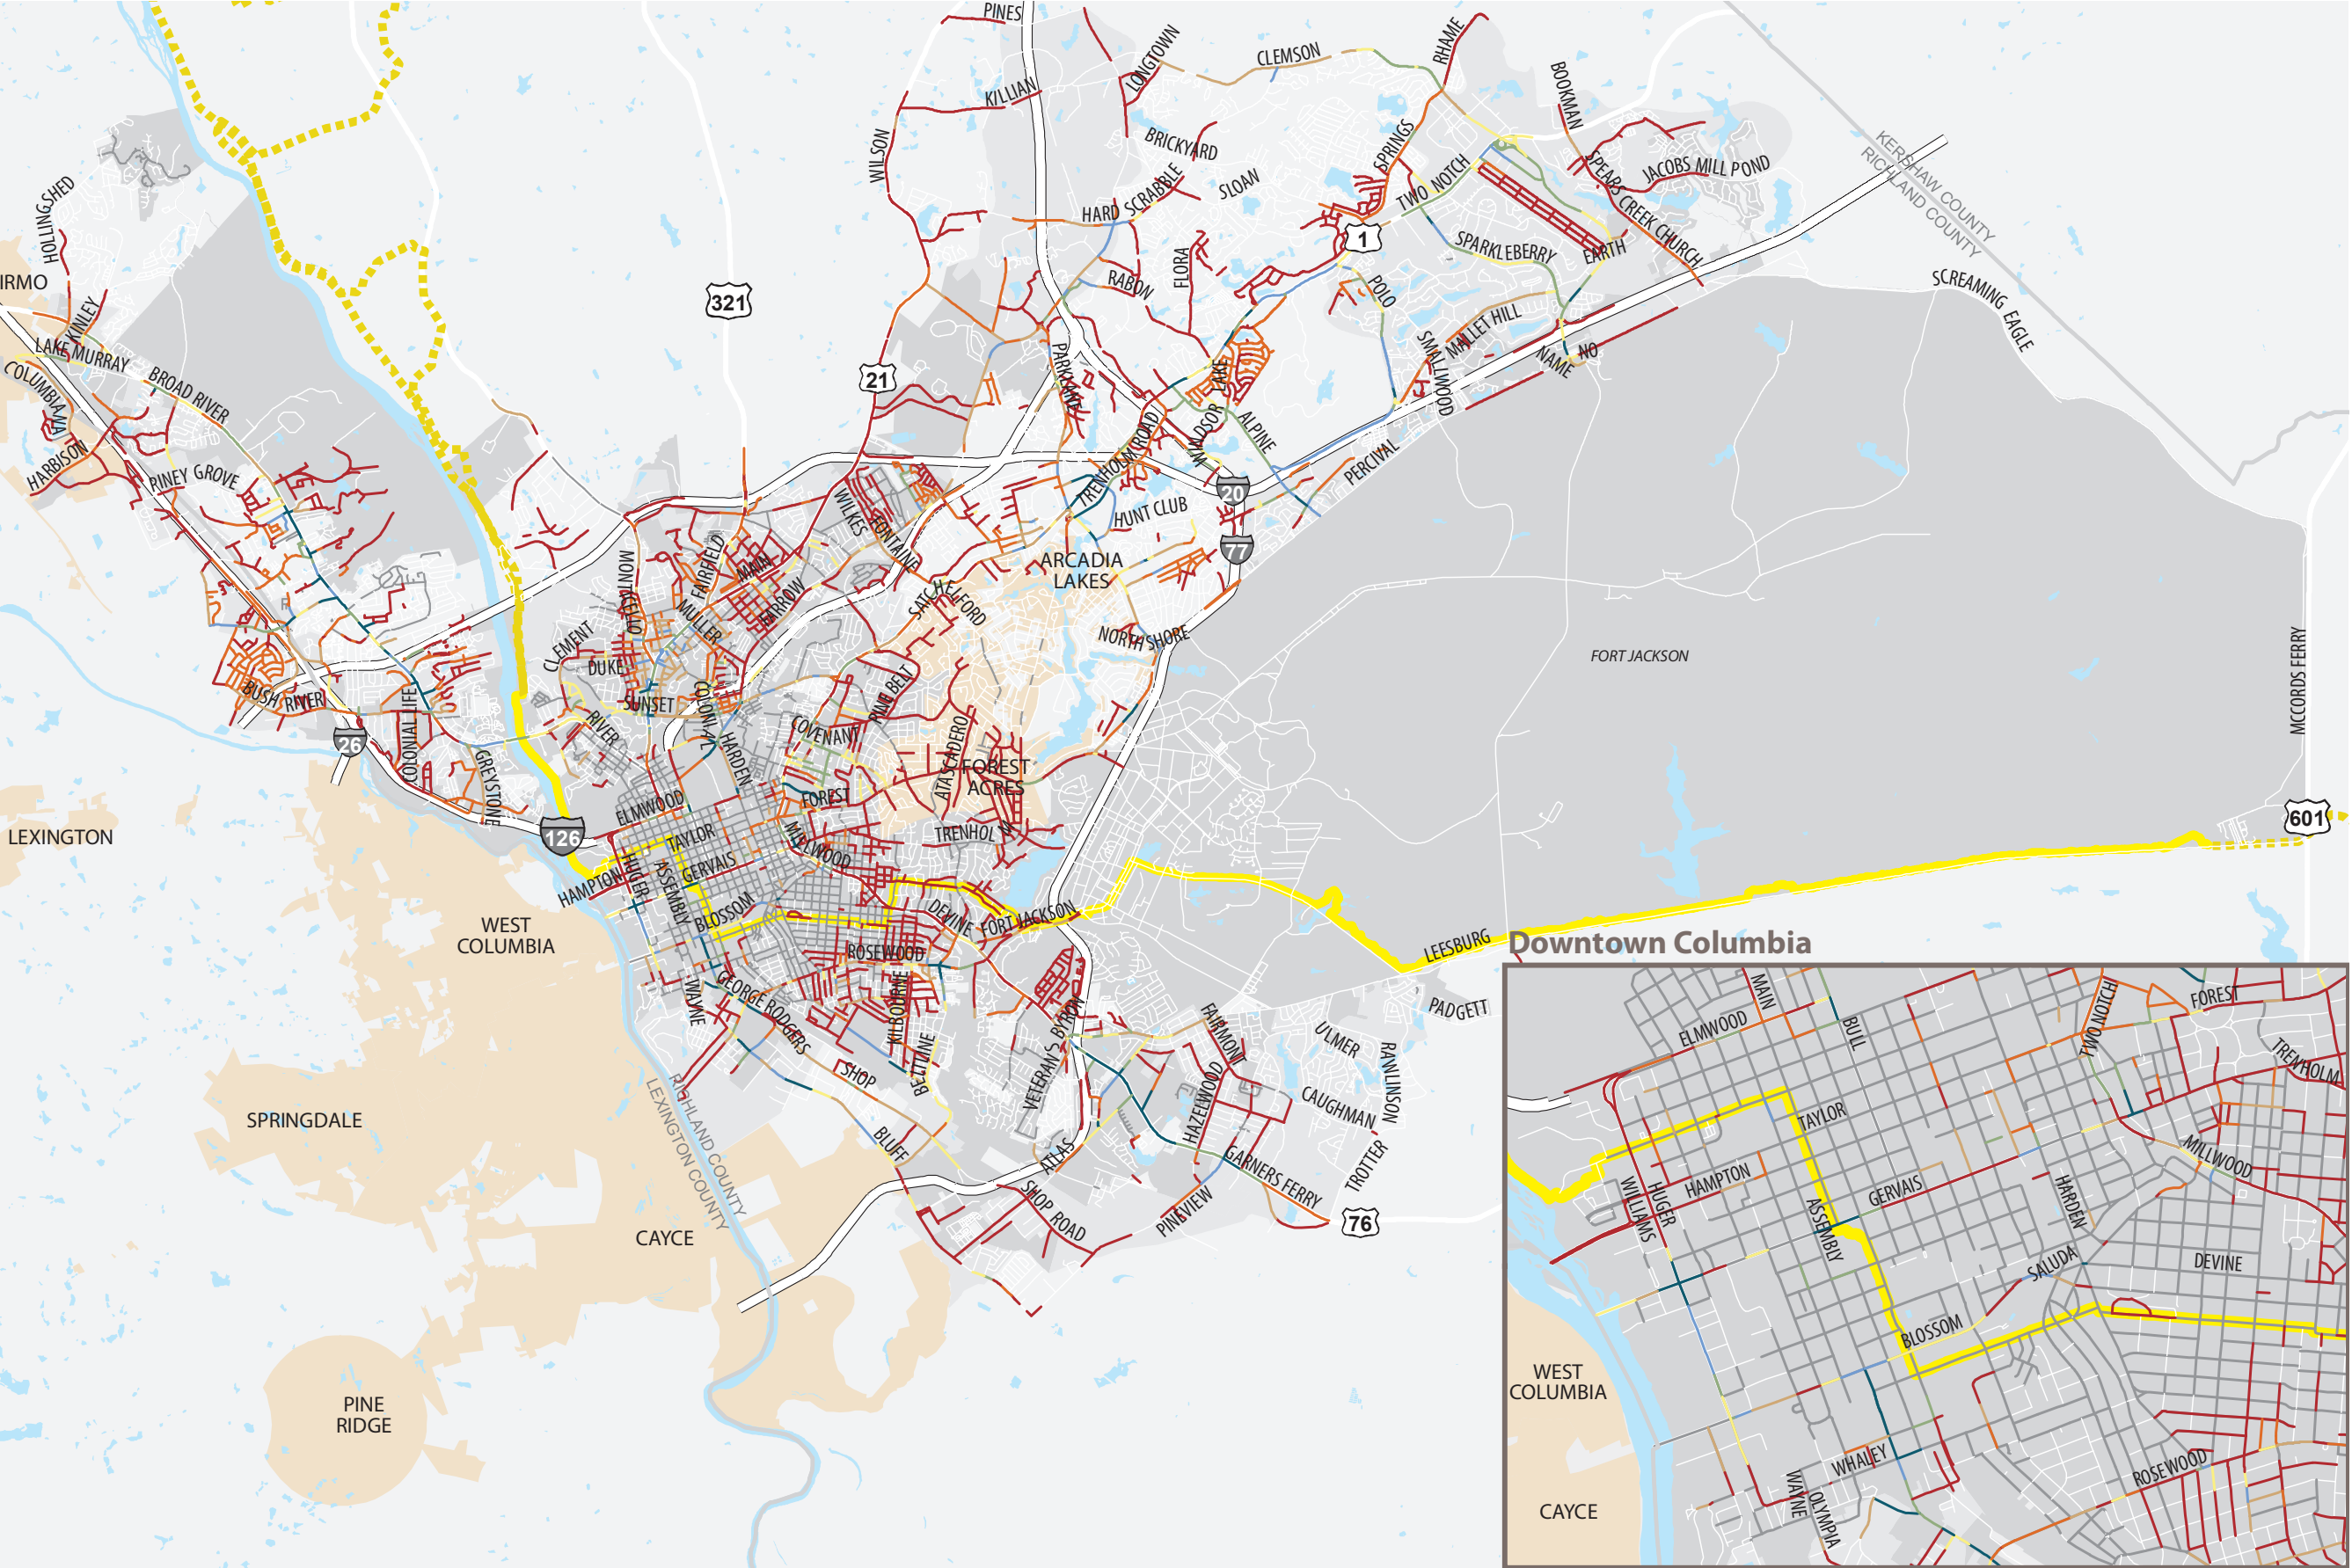 PINES
LONGTOWN
CLEMSON
RHAME
BOOKMAN
KILLIAN
WILSON
BRICKYARD
SPRINGS
KERSHAW COUNTY
RICHLAND COUNTY
HOLLINGSHED
HARD SCRABBLE
SLOAN
TWO NOTCH
SPEARS CREEK CHURCH
JACOBS MILL POND
1
SPARKLEBERRY
EARTH
IRMO
321
RABON
FLORA
POLO
SCREAMING EAGLE
KINLEY
LAKE MURRAY
COLUMBIANA
BROAD RIVER
21
PARKLANE
LAKE
SMALLWOOD
MALLET HILL
NO
NAME
ALPINE
HARBISON
PINEY GROVE
TRENHOLM ROAD
PERCIVAL
20
WILKES
FONTAINE
HUNT CLUB
77
ARCADIA
LAKES
MONTICELLO
FAIRFIELD
MAIN
FARROW
SATCHELFORD
MULLER
CLEMENT
DUKE
NORTH SHORE
FORT JACKSON
MCCORDS FERRY
BUSH RIVER
COLONIAL LIFE
SUNSET
COLONIAL
PINE BELT
26
RIVER
HARDEN
COVENANT
ATASCADERO
GREYSTONE
FOREST
ACRES
ELMWOOD
FOREST
601
LEXINGTON
126
TAYLOR
MILLWOOD
TRENHOLM
HUGER
GERVAIS
HAMPTON
ASSEMBLY
BLOSSOM
DEVINE
FORT JACKSON
WEST
COLUMBIA
ROSEWOOD
LEESBURG
WAYNE
GEORGE RODGERS
KILBOURNE
BELTLINE
VETERAN'S
BYRON
FAIRMONT
ULMER
PADGETT
RAWLINSON
SHOP
RICHLAND COUNTY
LEXINGTON COUNTY
HAZELWOOD
CAUGHMAN
SPRINGDALE
BLUFF
ATLAS
GARNERS FERRY
TROTTER
SHOP ROAD
PINEVIEW
76
CAYCE
PINE
RIDGE
Downtown Columbia
MAIN
ELMWOOD
BULL
TWO NOTCH
FOREST
TRENHOLM
TAYLOR
MILLWOOD
HAMPTON
GERVAIS
HUGER
WILLIAMS
ASSEMBLY
HARDEN
SALUDA
DEVINE
BLOSSOM
WEST
COLUMBIA
WHALEY
WAYNE
OLYMPIA
ROSEWOOD
CAYCE